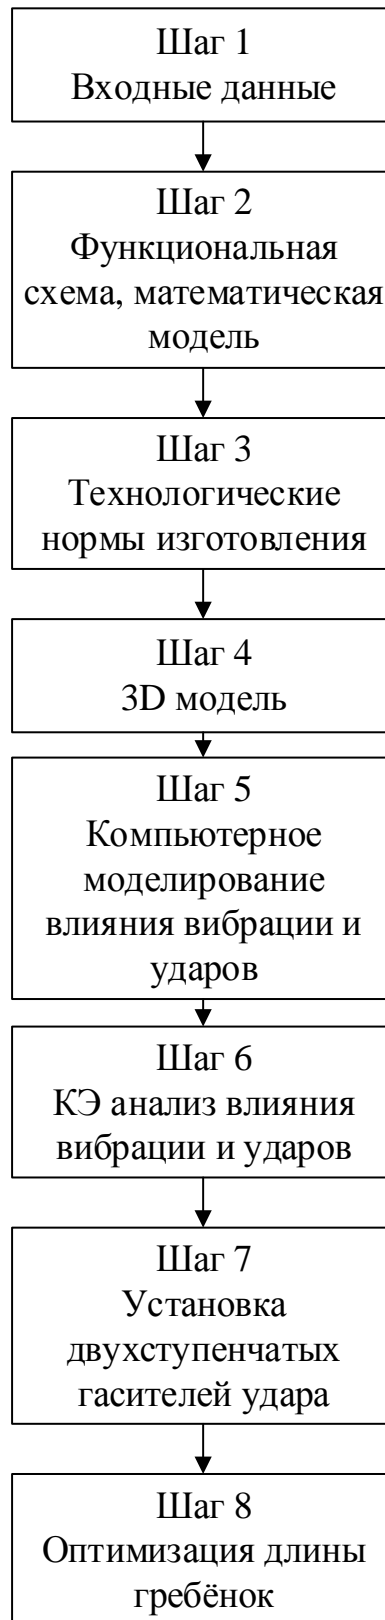 Шаг 1
Входные данные
Шаг 2
Функциональная
схема, математическая
модель
Шаг 3
Технологические
нормы изготовления
Шаг 4
3D модель
Шаг 5
Компьютерное
моделирование
влияния вибрации и
ударов
Шаг 6
КЭ анализ влияния
вибрации и ударов
Шаг 7
Установка
двухступенчатых
гасителей удара
Шаг 8
Оптимизация длины
гребёнок